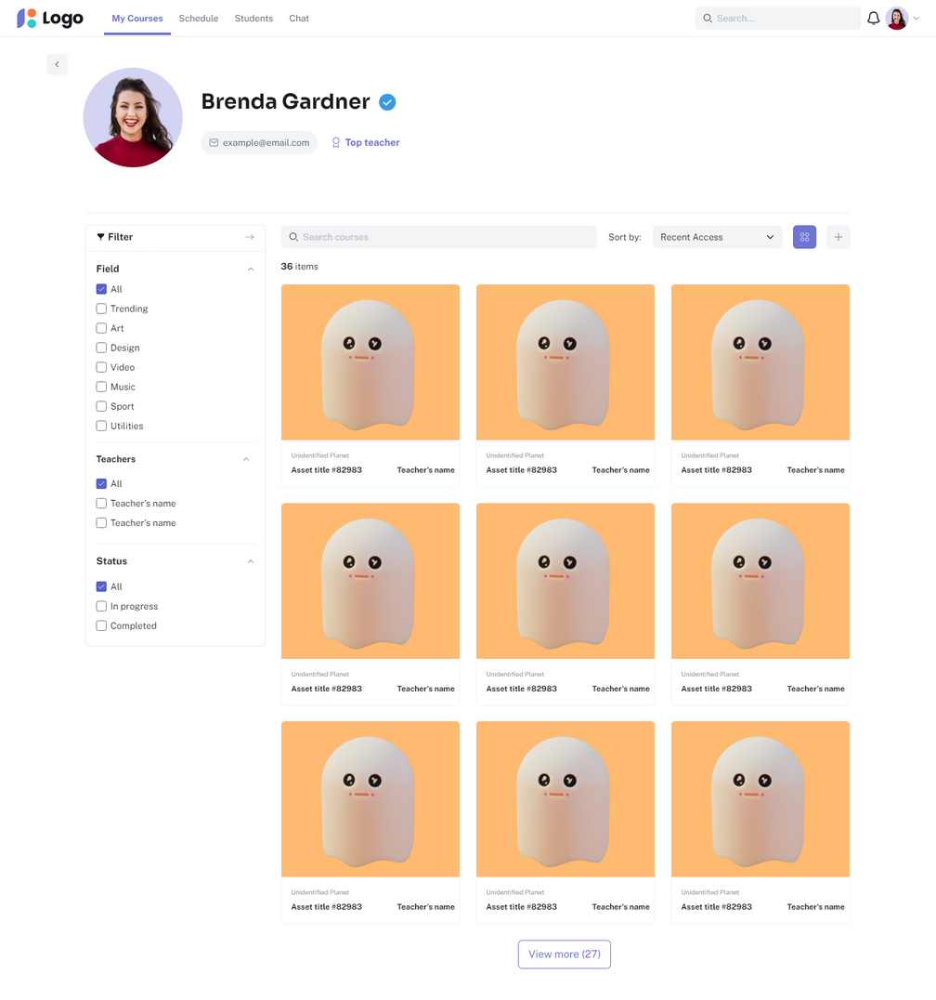 Logo
My Courses Schedule Students Chat
Search...
Brenda Gardner
example@email.com Top teacher
Filter
Field
All
Trending
Art
Design
Video
Music
Sport
Utilities
Teachers
All
Teacher's name
Teacher's name
Status
All
In progress
Completed
Search courses
Sort by: Recent Access
36 items
Unidentified Planet Unidentified Planet Unidentified Planet
Asset title #82983 Teacher's name Asset title #82983 Teacher's name Asset title #82983 Teacher's name
Unidentified Planet Unidentified Planet Unidentified Planet
Asset title #82983 Teacher's name Asset title #82983 Teacher's name Asset title #82983 Teacher's name
Unidentified Planet Unidentified Planet Unidentified Planet
Asset title #82983 Teacher's name Asset title #82983 Teacher's name Asset title #82983 Teacher's name
View more (27)